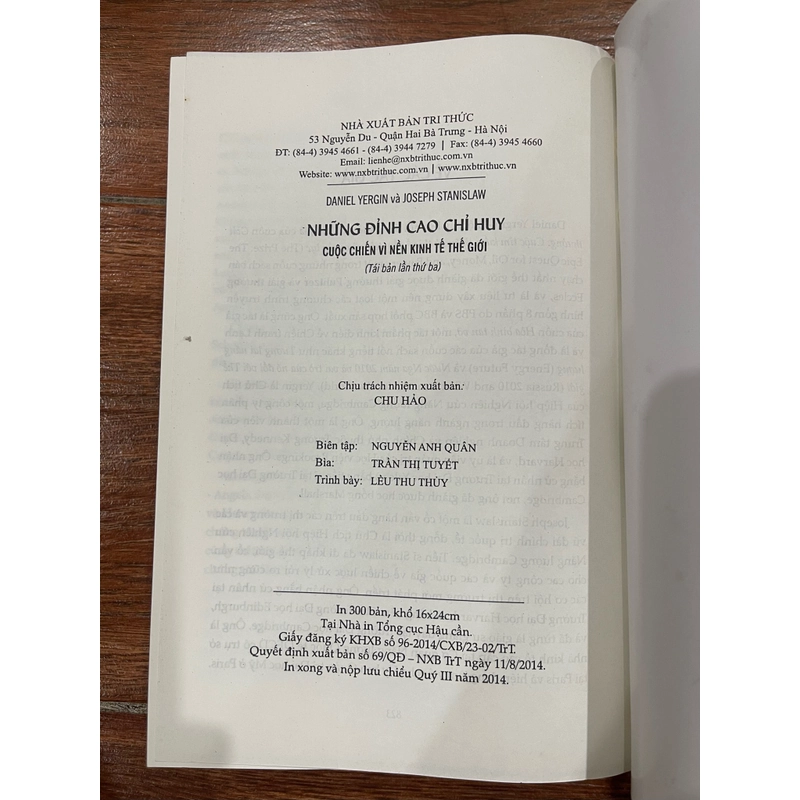 NHÀ XUẤT BẢN TRI THỨC
53 Nguyễn Du - Quận Hai Bà Trưng - Hà Nội
ĐT: (84-4) 3945 4661 - (84-4) 3944 7279 | Fax: (84-4) 3945 4660
Email: lienhe@nxbtrithuc.com.vn
Website: www.nxbtrithuc.com.vn | www.nxbtrithuc.vn
DANIEL YERGIN và JOSEPH STANISLAW
NHỮNG ĐỈNH CAO CHỈ HUY
CUỘC CHIẾN VÌ NỀN KINH TẾ THẾ GIỚI
(Tái bản lần thứ ba)
Chịu trách nhiệm xuất bản:
CHU HẢO
Biên tập: NGUYỄN ANH QUÂN
Bìa: TRẦN THỊ TUYẾT
Trình bày: LỀU THU THỦY
In 300 bản, khổ 16x24cm
Tại Nhà in Tổng cục Hậu cần.
Giấy đăng ký KHXB số 96-2014/CXB/23-02/TrT.
Quyết định xuất bản số 69/QĐ – NXB TrT ngày 11/8/2014.
In xong và nộp lưu chiểu Quý III năm 2014.